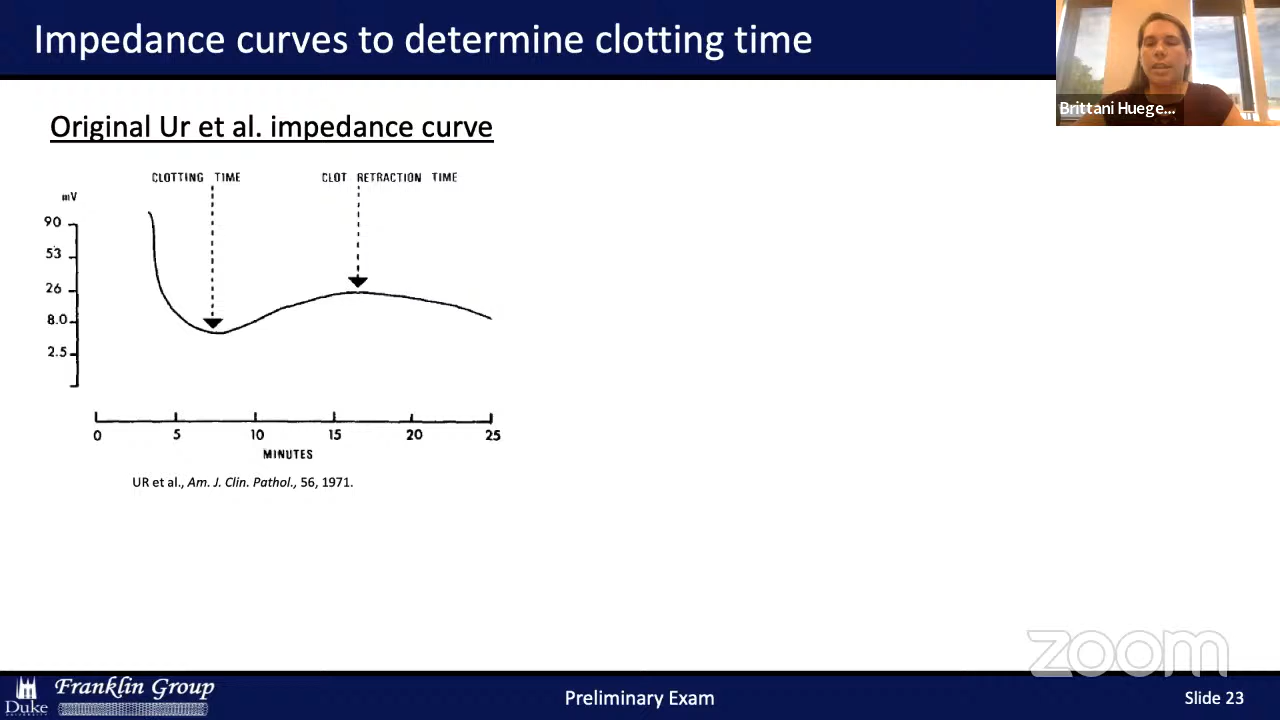 Impedance curves to determine clotting time
Brittani Huege...
Original Ur et al. impedance curve
CLOTTING TIME
CLOT RETRACTION TIME
mV
90
53
26
8.0
2.5
0 5 10 15 20 25
MINUTES
UR et al., Am. J. Clin. Pathol., 56, 1971.
zoom
Franklin Group
Duke
Preliminary Exam
Slide 23